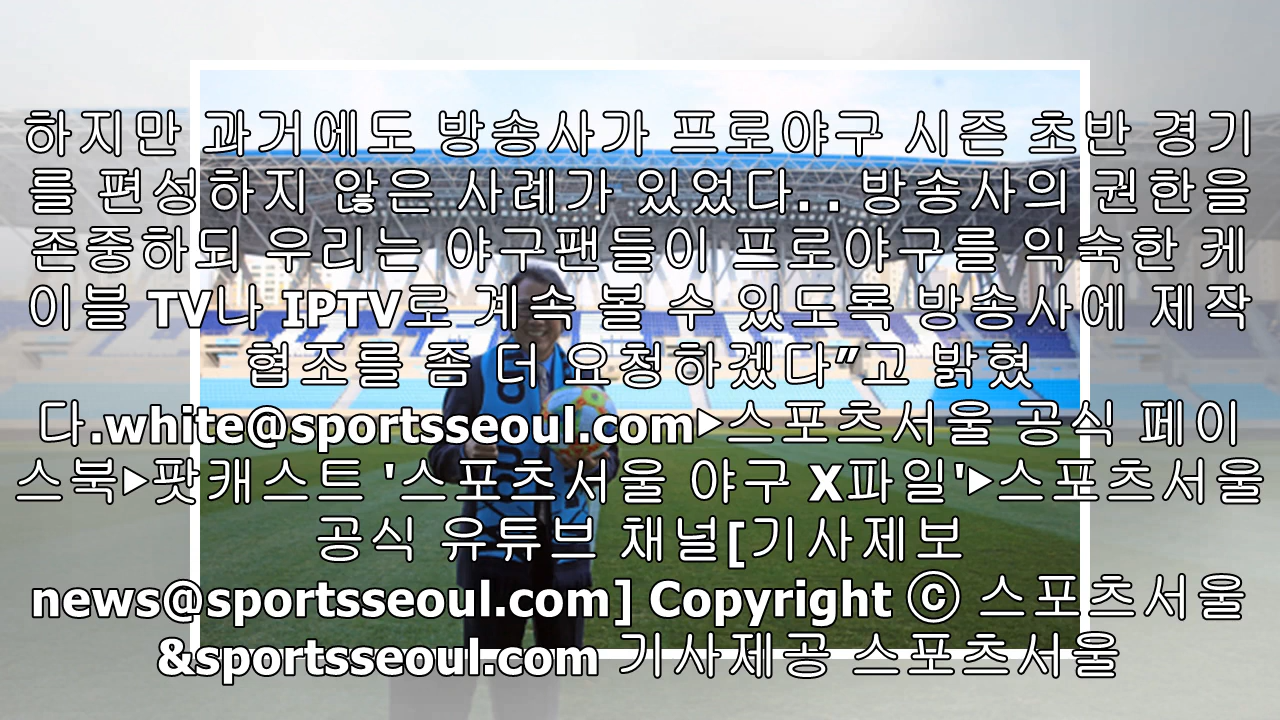 하지만 과거에도 방송사가 프로야구 시즌 초반 경기
를 편성하지 않은 사례가 있었다. . 방송사의 권한을
존중하되 우리는 야구팬들이 프로야구를 익숙한 케
이블 TV나 IPTV로 계속 볼 수 있도록 방송사에 제작
협조를 좀 더 요청하겠다”고 밝혔
다.white@sportsseoul.com▶스포츠서울 공식 페이
스북▶팟캐스트 '스포츠서울 야구 X파일'▶스포츠서울
공식 유튜브 채널[기사제보
news@sportsseoul.com] Copyright ⓒ 스포츠서울
&sportsseoul.com 기사제공 스포츠서울